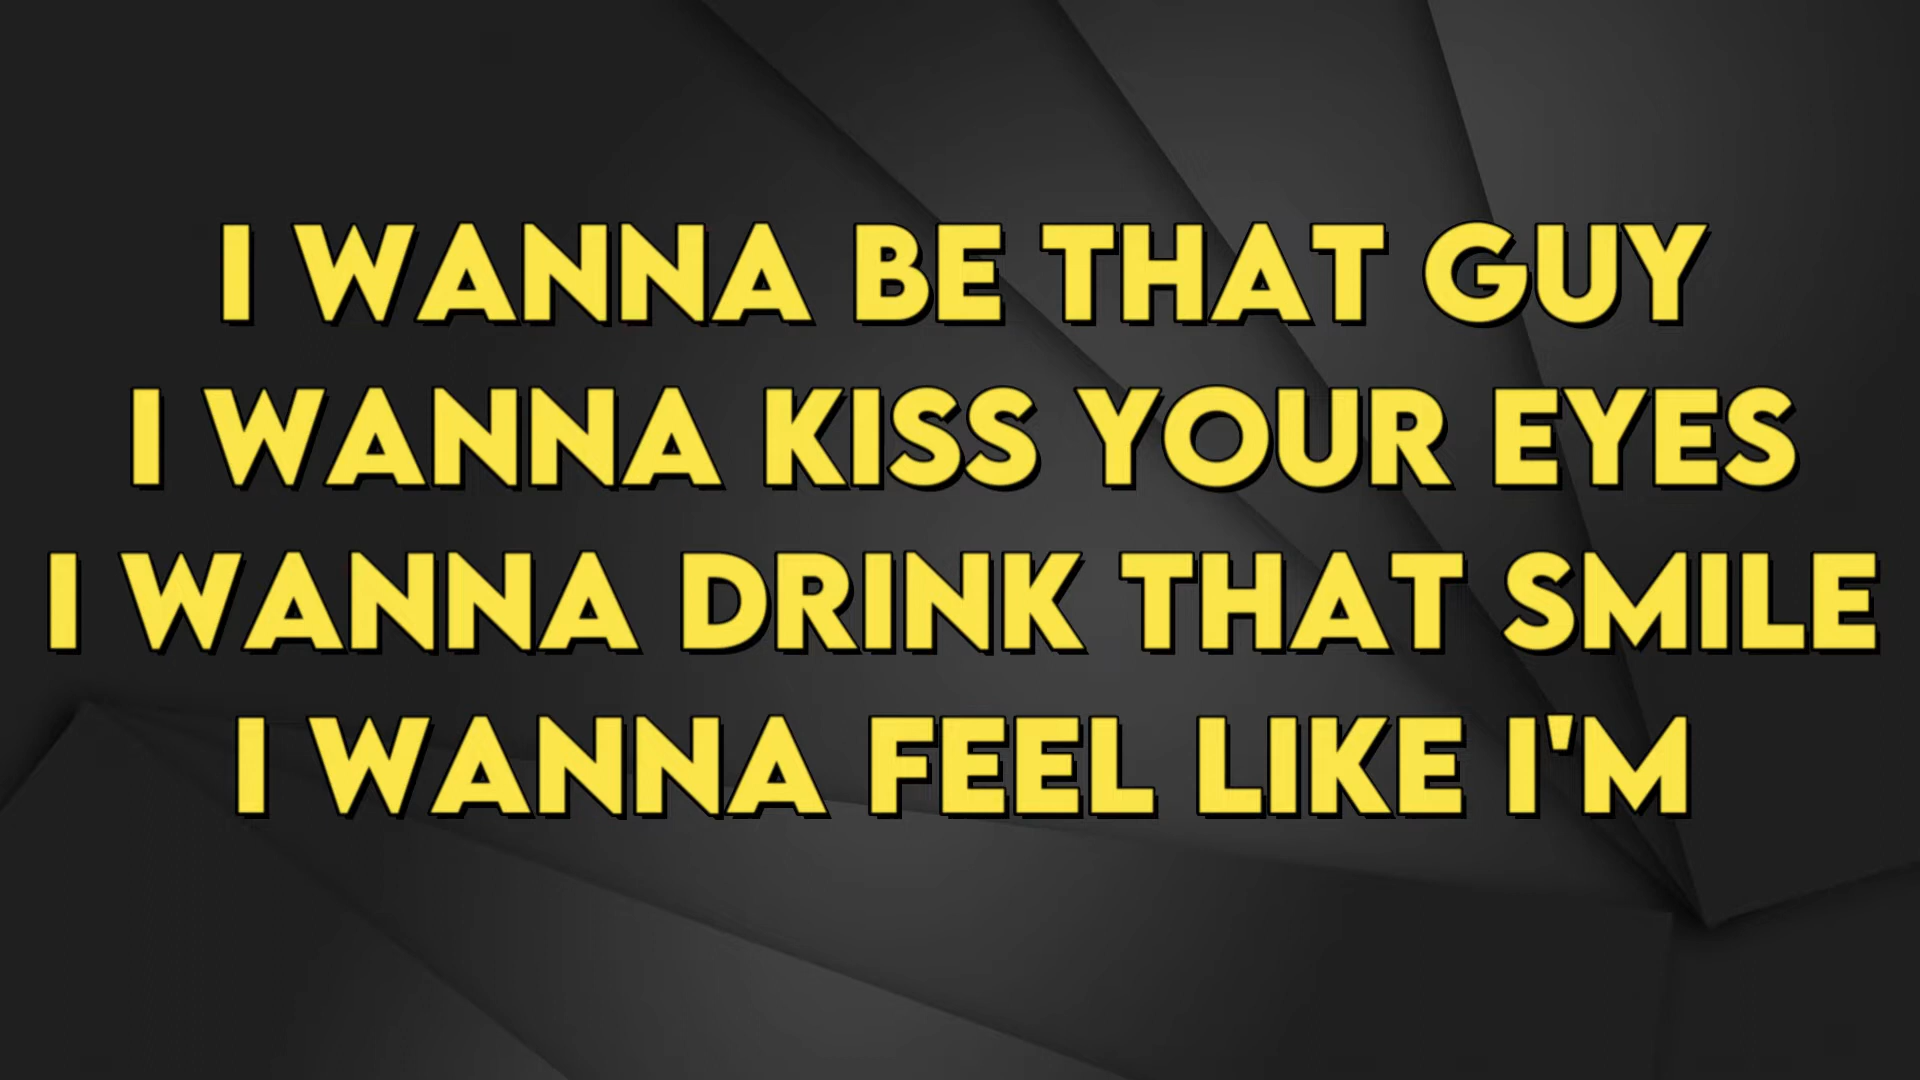 I WANNA BE THAT GUY
I WANNA KISS YOUR EYES
I WANNA DRINK THAT SMILE
I WANNA FEEL LIKE I'M